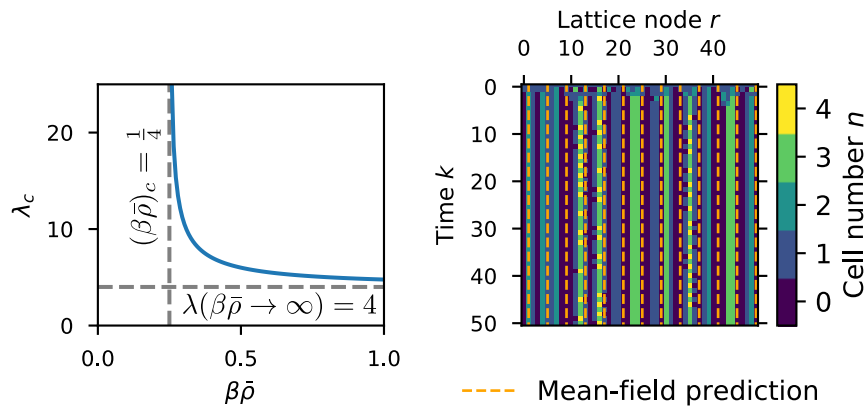 λ_c
20
10
0
(βρ̄)_c = 1/4
λ(βρ̄ → ∞) = 4
0.0
0.5
1.0
βρ̄
Lattice node r
0
10
20
30
40
Time k
0
10
20
30
40
50
4
3
2
1
0
Cell number n
Mean-field prediction